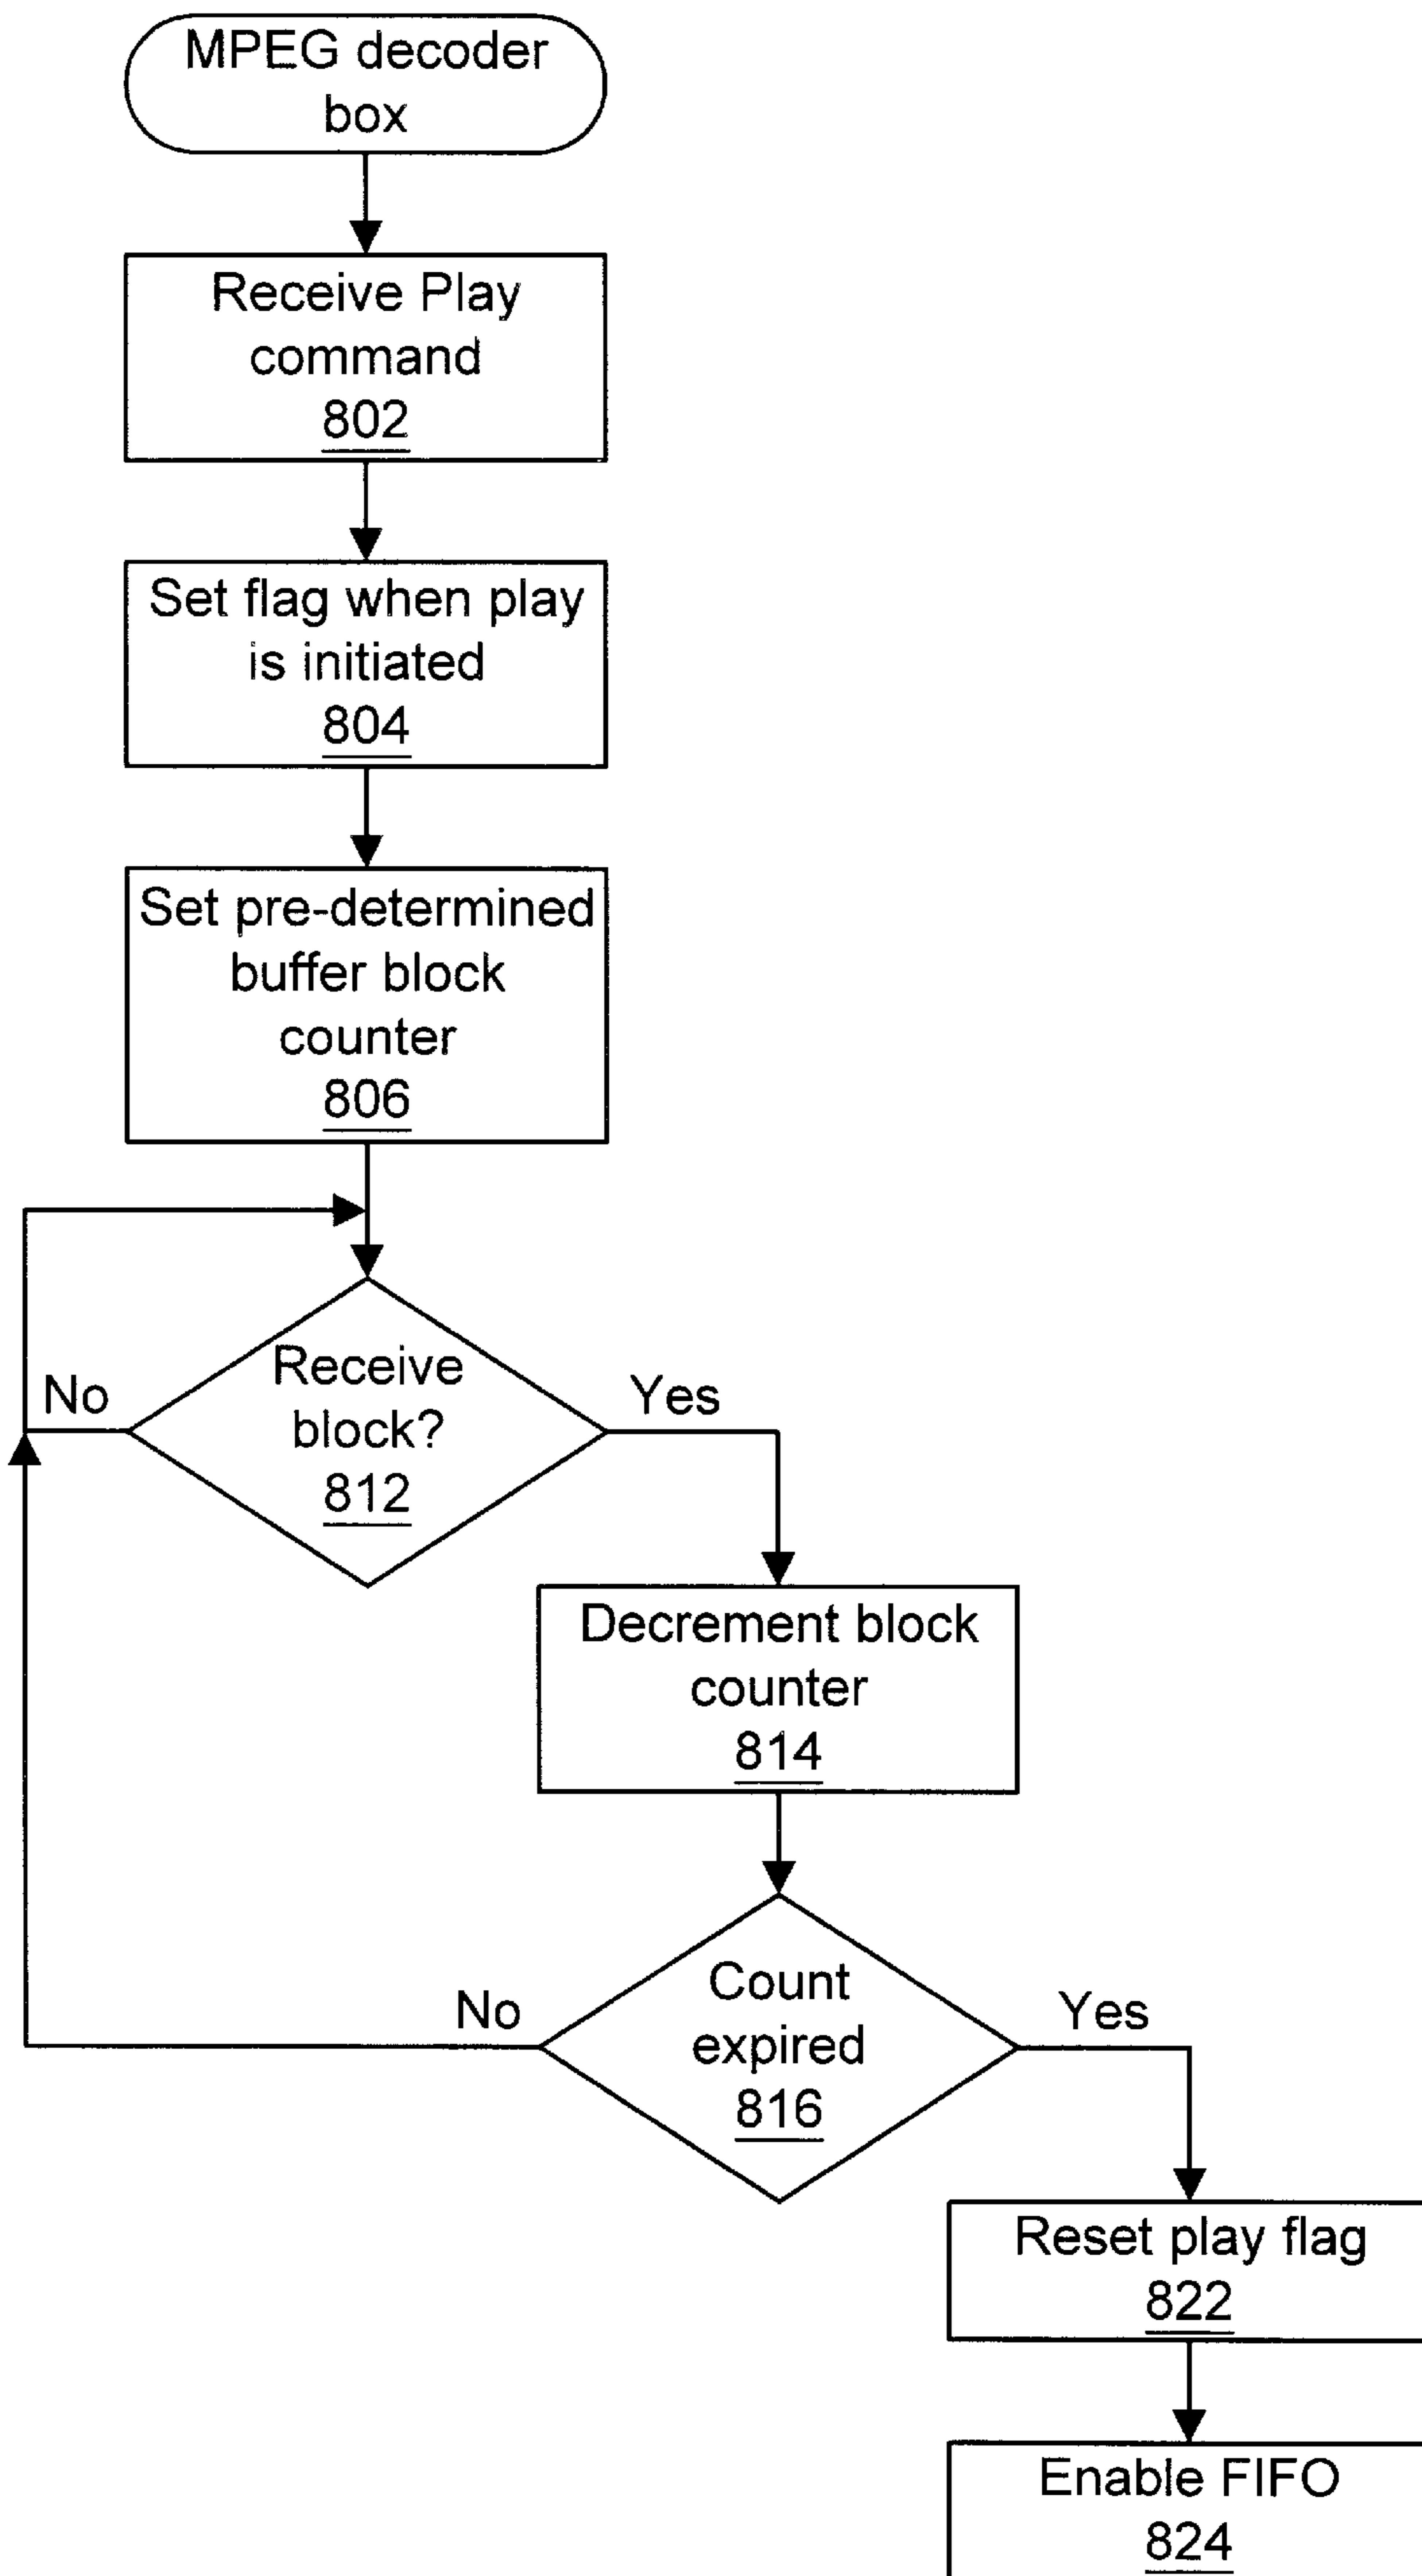 MPEG decoder
box
Receive Play
command
802
Set flag when play
is initiated
804
Set pre-determined
buffer block
counter
806
Receive
block?
812
No
Yes
Decrement block
counter
814
Count
expired
816
No
Yes
Reset play flag
822
Enable FIFO
824